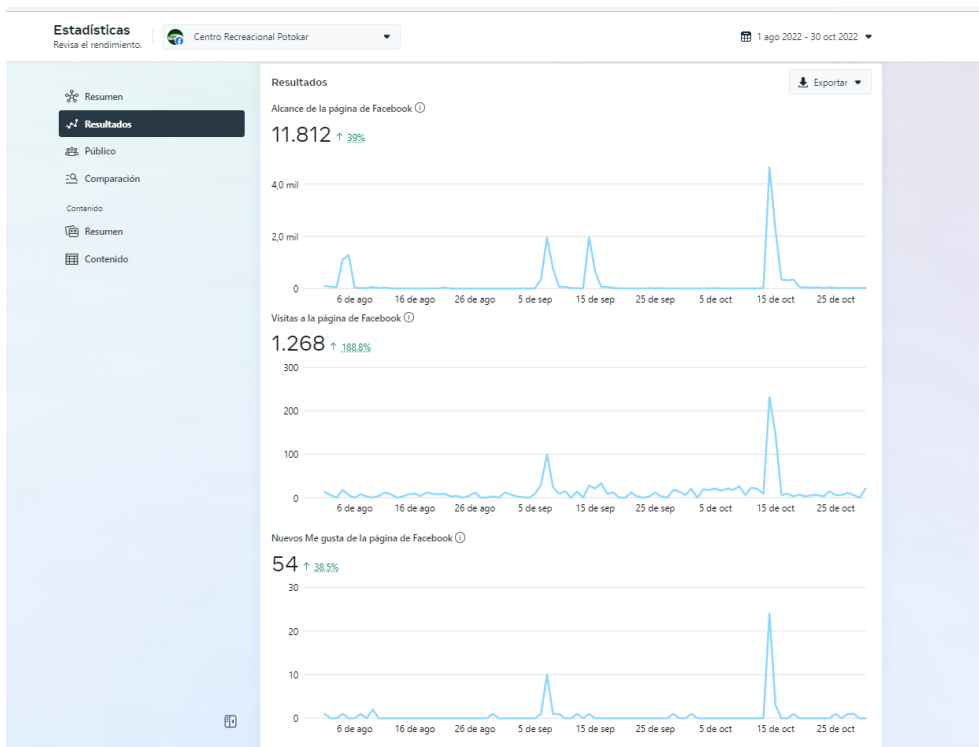 Estadísticas
Revisa el rendimiento.
Centro Recreacional Potokar
1 ago 2022 - 30 oct 2022
Resumen
Resultados
Público
Comparación
Contenido
Resumen
Contenido
Resultados
Exportar
Alcance de la página de Facebook
11.812 ↑ 39%
4,0 mil
2,0 mil
0
6 de ago 16 de ago 26 de ago 5 de sep 15 de sep 25 de sep 5 de oct 15 de oct 25 de oct
Visitas a la página de Facebook
1.268 ↑ 188.8%
300
200
100
0
6 de ago 16 de ago 26 de ago 5 de sep 15 de sep 25 de sep 5 de oct 15 de oct 25 de oct
Nuevos Me gusta de la página de Facebook
54 ↑ 38,5%
30
20
10
0
6 de ago 16 de ago 26 de ago 5 de sep 15 de sep 25 de sep 5 de oct 15 de oct 25 de oct